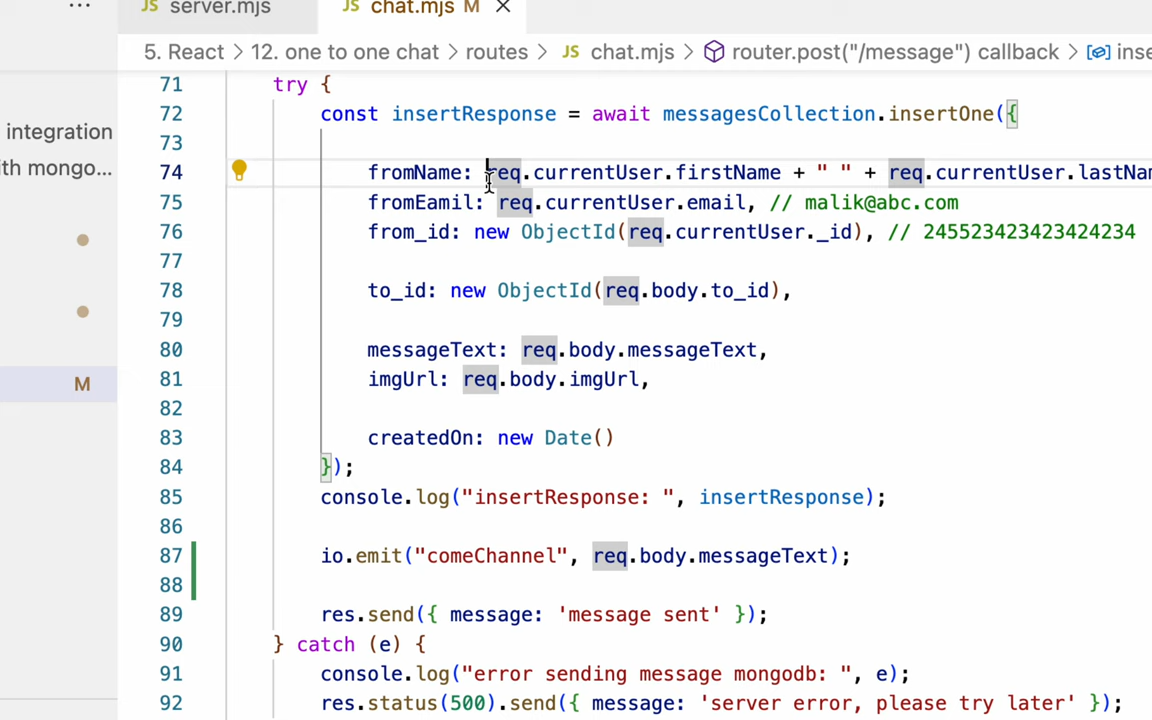 ··· JS server.mjs JS chat.mjs M ×
5. React > 12. one to one chat > routes > JS chat.mjs > router.post("/message") callback > inse
integration
ith mongo...
M
71 try {
72 const insertResponse = await messagesCollection.insertOne({
73
74 fromName: req.currentUser.firstName + " " + req.currentUser.lastNam
75 fromEamil: req.currentUser.email, // malik@abc.com
76 from_id: new ObjectId(req.currentUser._id), // 245523423423424234
77
78 to_id: new ObjectId(req.body.to_id),
79
80 messageText: req.body.messageText,
81 imgUrl: req.body.imgUrl,
82
83 createdOn: new Date()
84 });
85 console.log("insertResponse: ", insertResponse);
86
87 io.emit("comeChannel", req.body.messageText);
88
89 res.send({ message: 'message sent' });
90 } catch (e) {
91 console.log("error sending message mongodb: ", e);
92 res.status(500).send({ message: 'server error, please try later' });